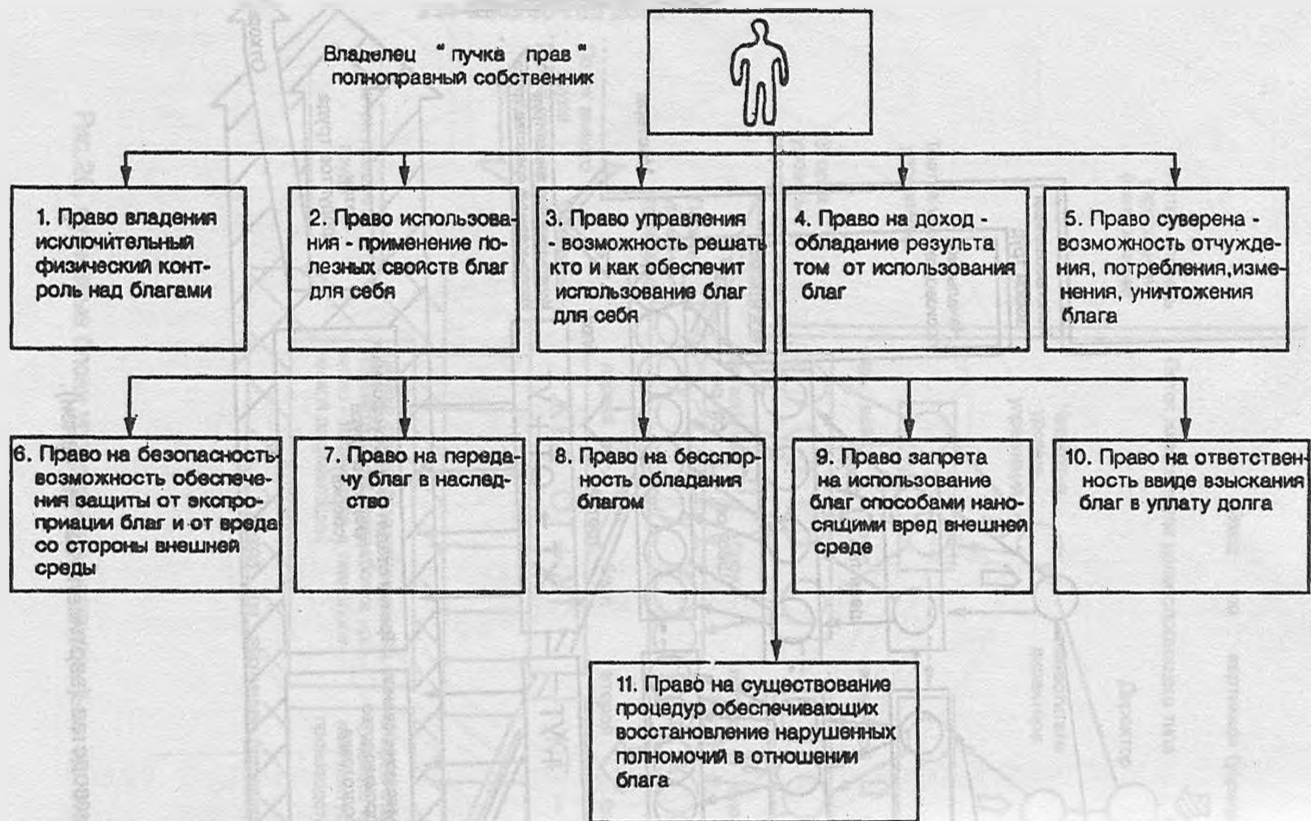 Владелец "пучка прав"
полноправный собственник
1. Право владения
исключительный
физический конт-
роль над благами
2. Право использова-
ния - применение по-
лезных свойств благ
для себя
3. Право управления
- возможность решать
кто и как обеспечит
использование благ
для себя
4. Право на доход -
обладание результа
том от использования
благ
5. Право суверена -
возможность отчужде-
ния, потребления,изме-
нения, уничтожения
блага
6. Право на безопасность-
возможность обеспече-
ния защиты от экспро-
приации благ и от вреда
со стороны внешней
среды
7. Право на переда-
чу благ в наслед-
ство
8. Право на бесспор-
ность обладания
благом
9. Право запрета
на использование
благ способами нано-
сящими вред внешней
среде
10. Право на ответствен-
ность ввиде взыскания
благ в уплату долга
11. Право на существование
процедур обеспечивающих
восстановление нарушенных
полномочий в отношении
блага